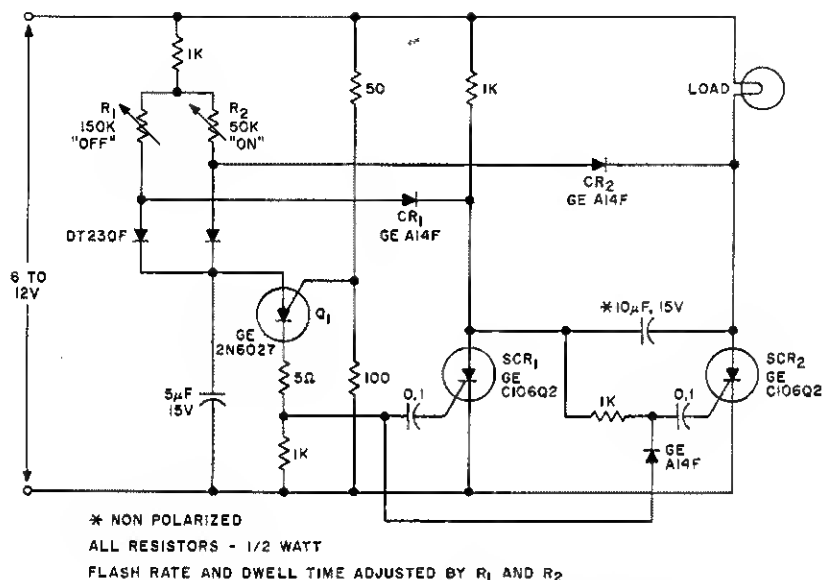 1K
R1
150K
"OFF"
R2
50K
"ON"
50
1K
LOAD
CR2
GE A14F
CR1
GE A14F
DT230F
6 TO
12V
Q1
GE
2N6027
5Ω
100
5µF
15V
1K
0.1
SCR1
GE
C106Q2
*10µF, 15V
1K
0.1
SCR2
GE
C106Q2
GE
A14F
* NON POLARIZED
ALL RESISTORS - 1/2 WATT
FLASH RATE AND DWELL TIME ADJUSTED BY R1 AND R2